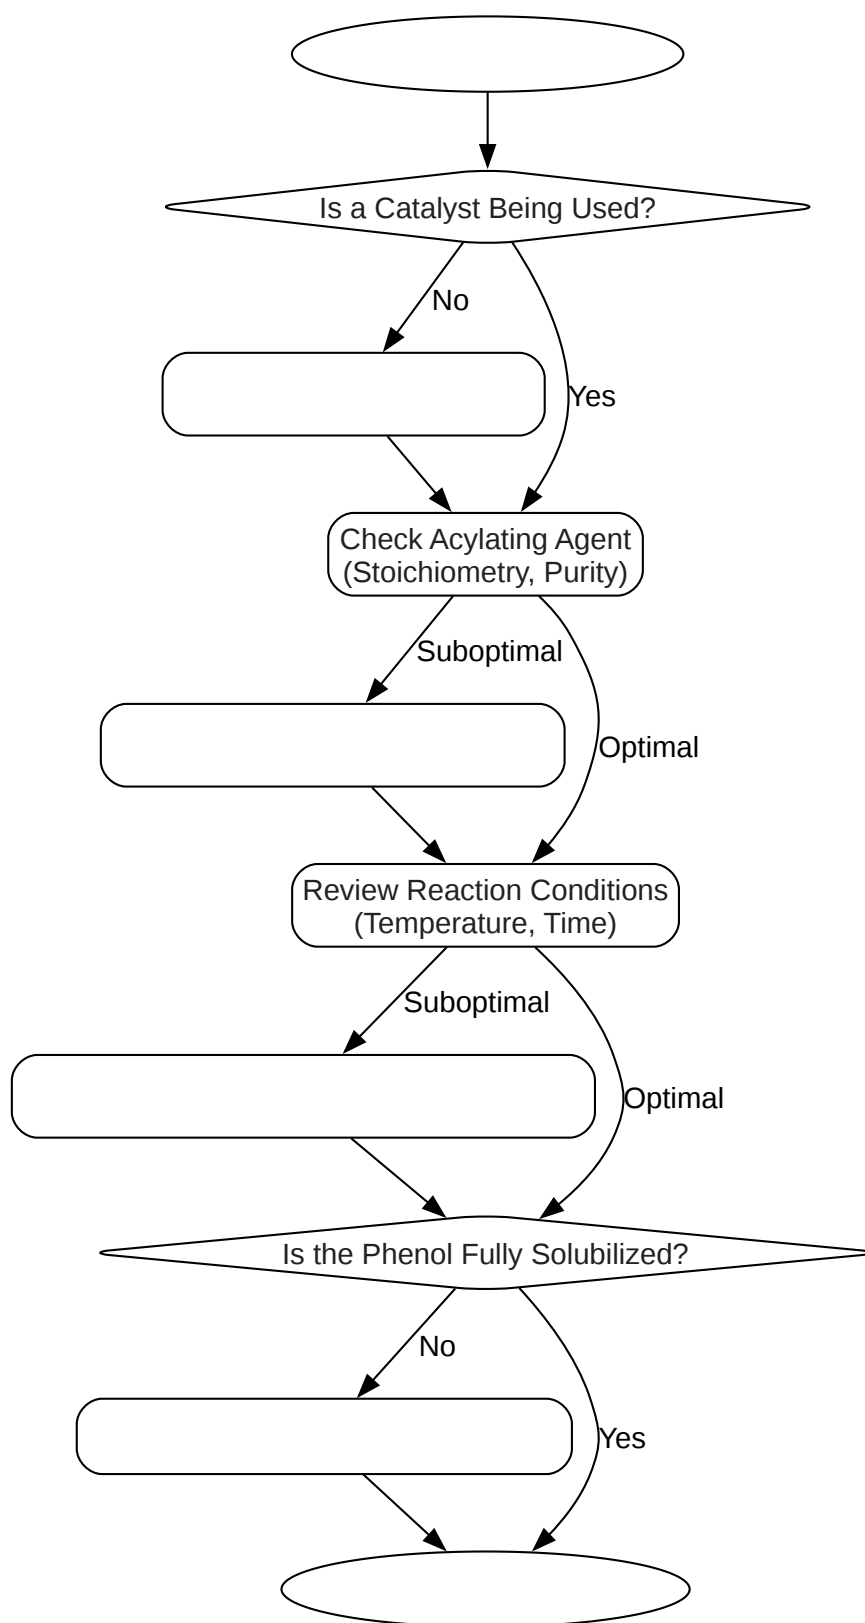 Is a Catalyst Being Used?
No
Yes
Check Acylating Agent
(Stoichiometry, Purity)
Suboptimal
Optimal
Review Reaction Conditions
(Temperature, Time)
Suboptimal
Optimal
Is the Phenol Fully Solubilized?
No
Yes